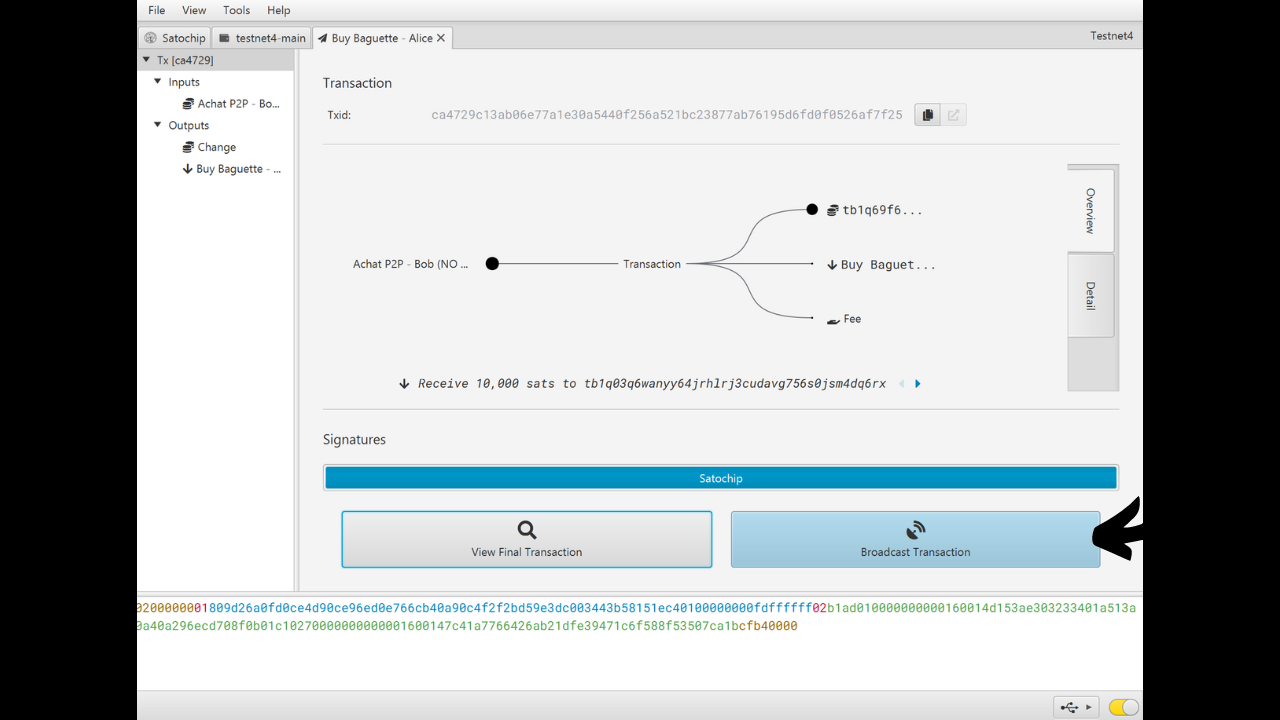 File View Tools Help
Satochip testnet4-main Buy Baguette - Alice Testnet4
Tx [ca4729]
Inputs
Achat P2P - Bo...
Outputs
Change
Buy Baguette - ...
Transaction
Txid: ca4729c13ab06e77a1e30a5440f256a521bc23877ab76195d6fd0f0526af7f25
tb1q69f6...
Achat P2P - Bob (NO ... Transaction Buy Baguet...
Fee
Receive 10,000 sats to tb1q03q6wanyy64jrhlrj3cudavg756s0jsm4dq6rx
Overview
Detail
Signatures
Satochip
View Final Transaction Broadcast Transaction
0200000001809d26a0fd0ce4d90ce96ed0e766cb40a90c4f2f2bd59e3dc003443b58151ec40100000000fdffffff02b1ad010000000000160014d153ae303233401a513a
0a40a296ecd708f0b01c10270000000000001600147c41a7766426ab21dfe39471c6f588f53507ca1bcfb40000